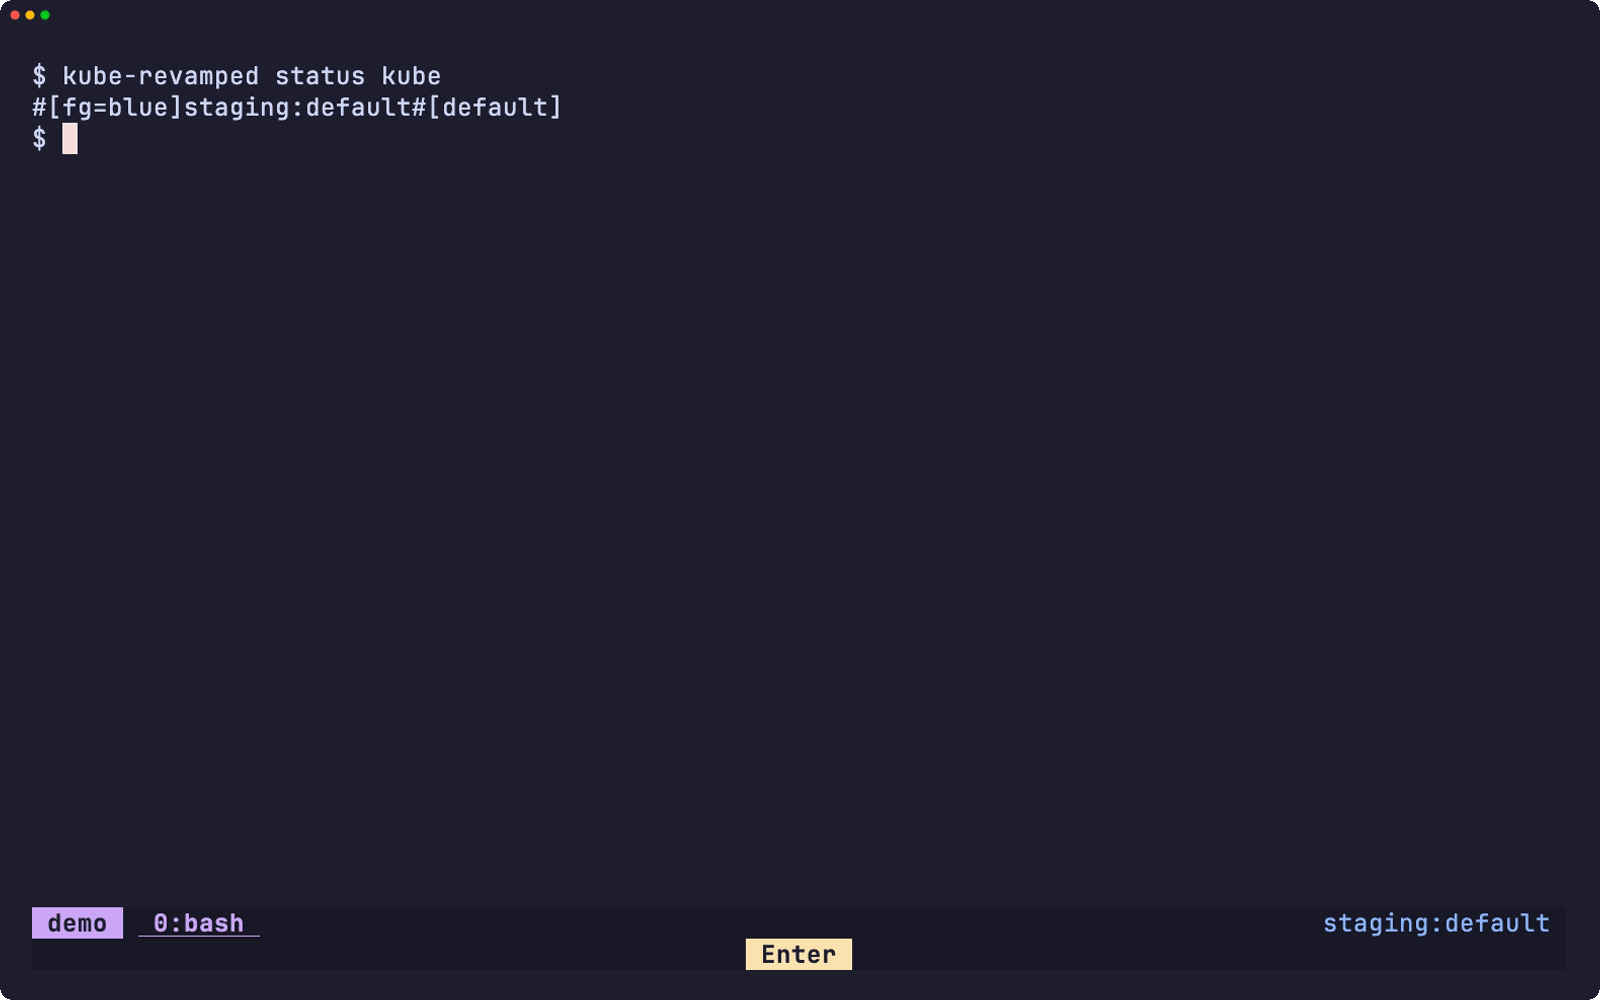 $ kube-revamped status kube
#[fg=blue]staging:default#[default]
$
demo 0:bash staging:default
Enter